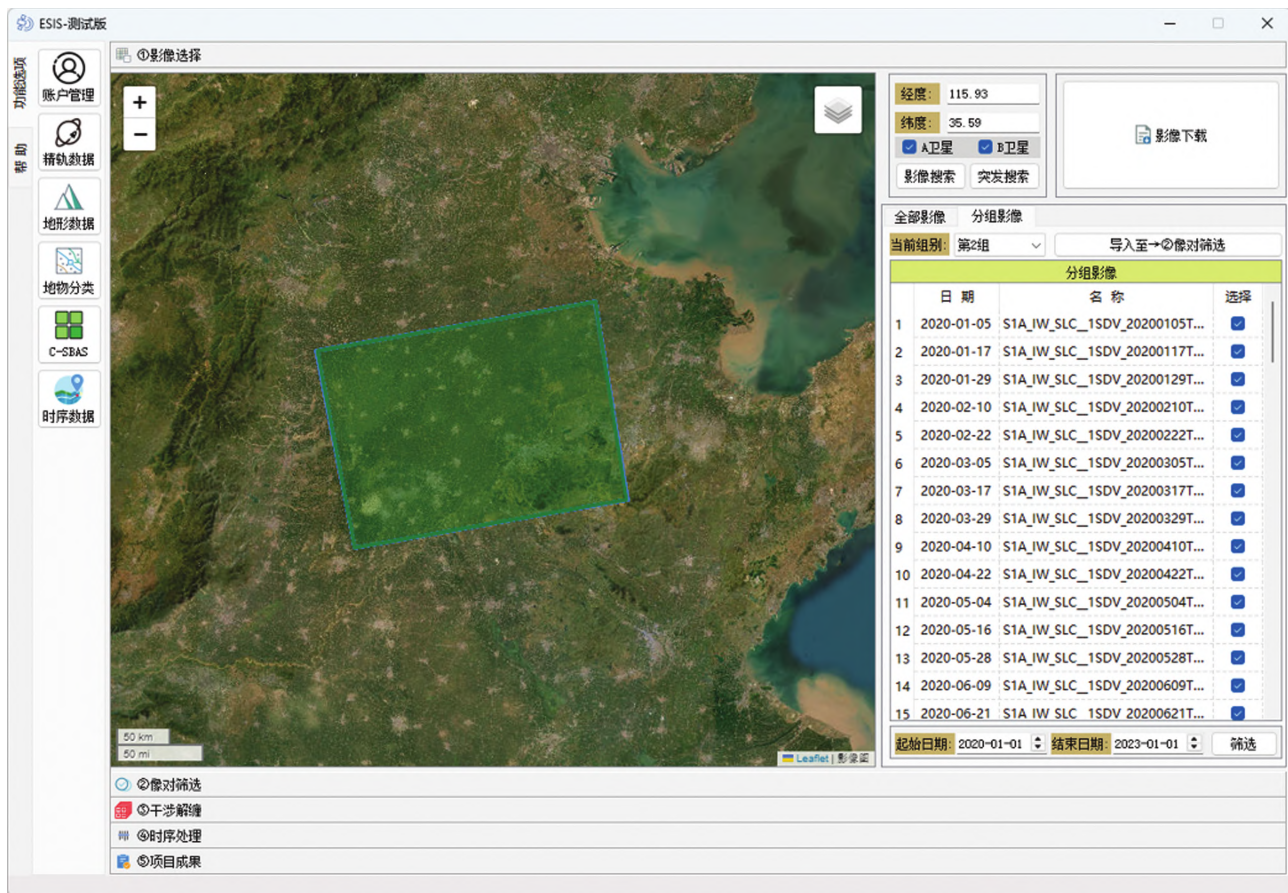 ESIS-测试版
功能选项
帮助
账户管理
精轨数据
地形数据
地物分类
C-SBAS
时序数据
①影像选择
+
−
50 km
50 mi
Leaflet | 影像图
经度: 115.93
纬度: 35.59
A卫星 B卫星
影像搜索 突发搜索
影像下载
全部影像 分组影像
当前组别: 第2组 导入至→②像对筛选
分组影像
日 期 名 称 选择
1 2020-01-05 S1A_IW_SLC__1SDV_20200105T...
2 2020-01-17 S1A_IW_SLC__1SDV_20200117T...
3 2020-01-29 S1A_IW_SLC__1SDV_20200129T...
4 2020-02-10 S1A_IW_SLC__1SDV_20200210T...
5 2020-02-22 S1A_IW_SLC__1SDV_20200222T...
6 2020-03-05 S1A_IW_SLC__1SDV_20200305T...
7 2020-03-17 S1A_IW_SLC__1SDV_20200317T...
8 2020-03-29 S1A_IW_SLC__1SDV_20200329T...
9 2020-04-10 S1A_IW_SLC__1SDV_20200410T...
10 2020-04-22 S1A_IW_SLC__1SDV_20200422T...
11 2020-05-04 S1A_IW_SLC__1SDV_20200504T...
12 2020-05-16 S1A_IW_SLC__1SDV_20200516T...
13 2020-05-28 S1A_IW_SLC__1SDV_20200528T...
14 2020-06-09 S1A_IW_SLC__1SDV_20200609T...
15 2020-06-21 S1A_IW_SLC__1SDV_20200621T...
起始日期: 2020-01-01 结束日期: 2023-01-01 筛选
②像对筛选
③干涉解缠
④时序处理
⑤项目成果